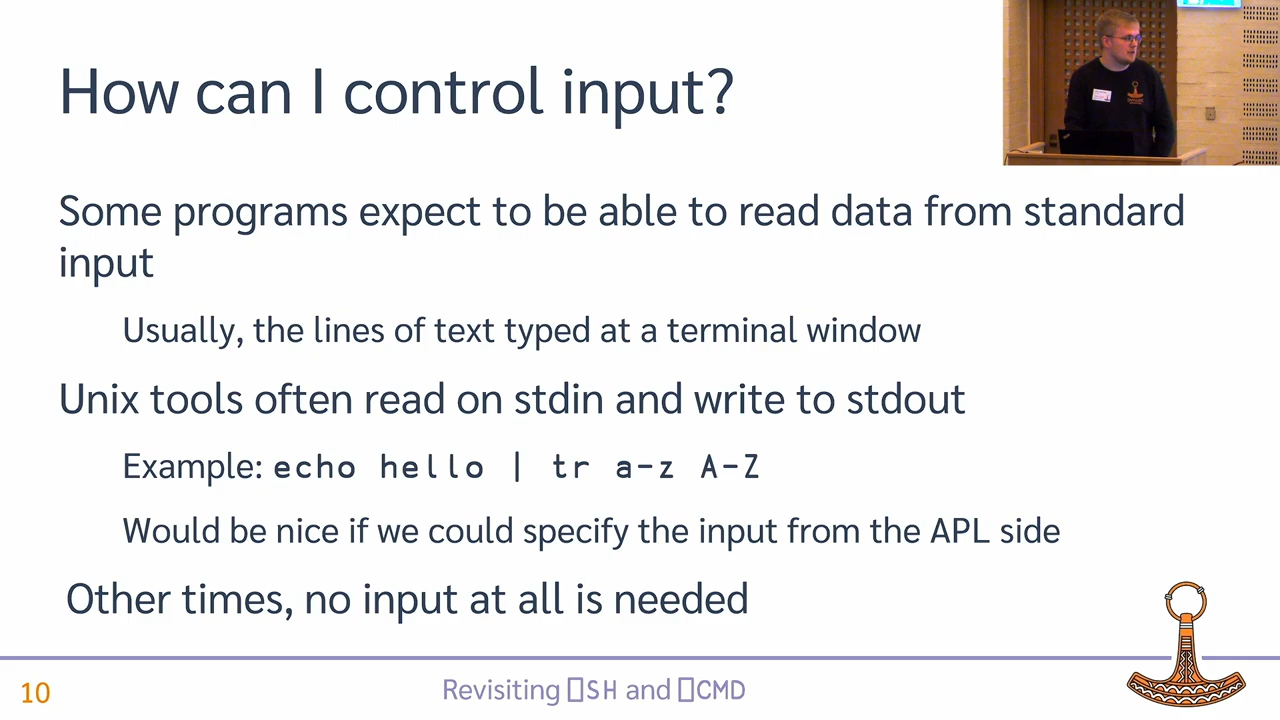 How can I control input?
Some programs expect to be able to read data from standard
input
Usually, the lines of text typed at a terminal window
Unix tools often read on stdin and write to stdout
Example: echo hello | tr a-z A-Z
Would be nice if we could specify the input from the APL side
Other times, no input at all is needed
10
Revisiting ⎕SH and ⎕CMD